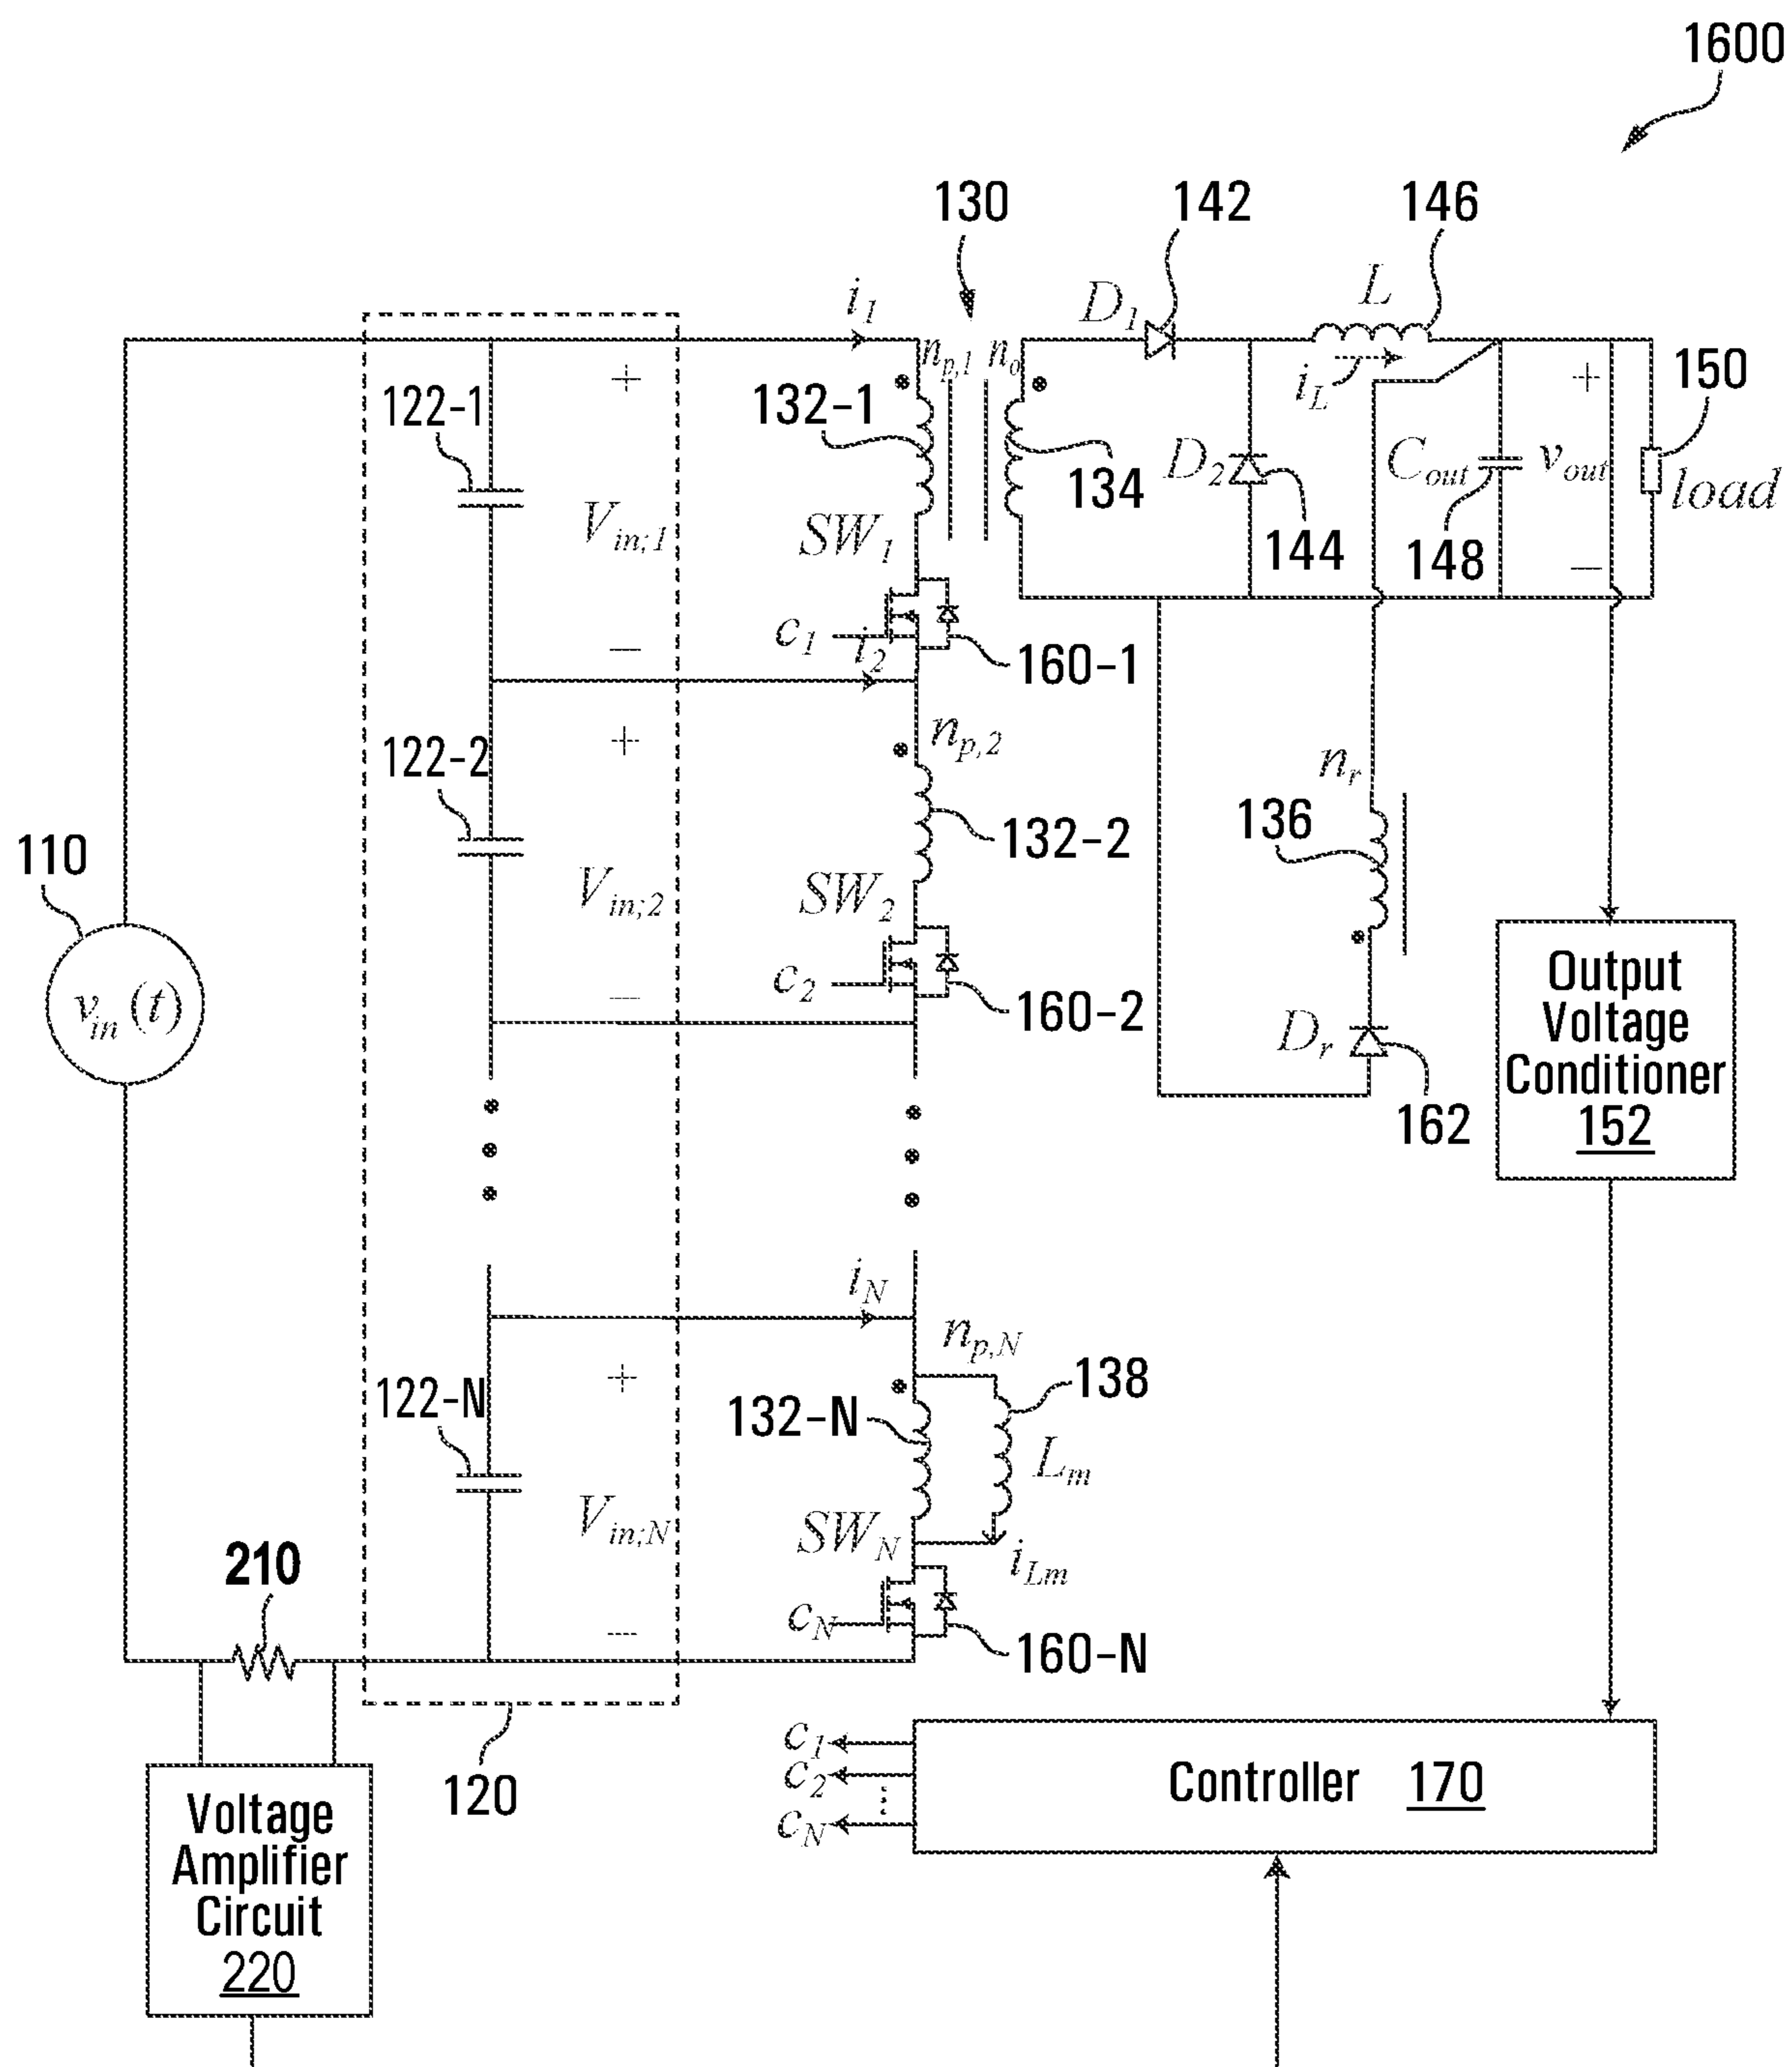 1600
130
142
146
i1
D1
L
np,1 no
+
122-1
132-1
iL
+
150
134
D2
Cout
vout
load
Vin;1
SW1
144
148
−
c1
−
i2
160-1
+
np,2
122-2
nr
132-2
136
110
Vin;2
SW2
vin(t)
c2
−
160-2
Dr
162
Output
Voltage
Conditioner
152
iN
np,N
+
138
122-N
132-N
Lm
Vin;N
SWN
210
iLm
cN
−
160-N
120
c1
c2
cN
Controller 170
Voltage
Amplifier
Circuit
220